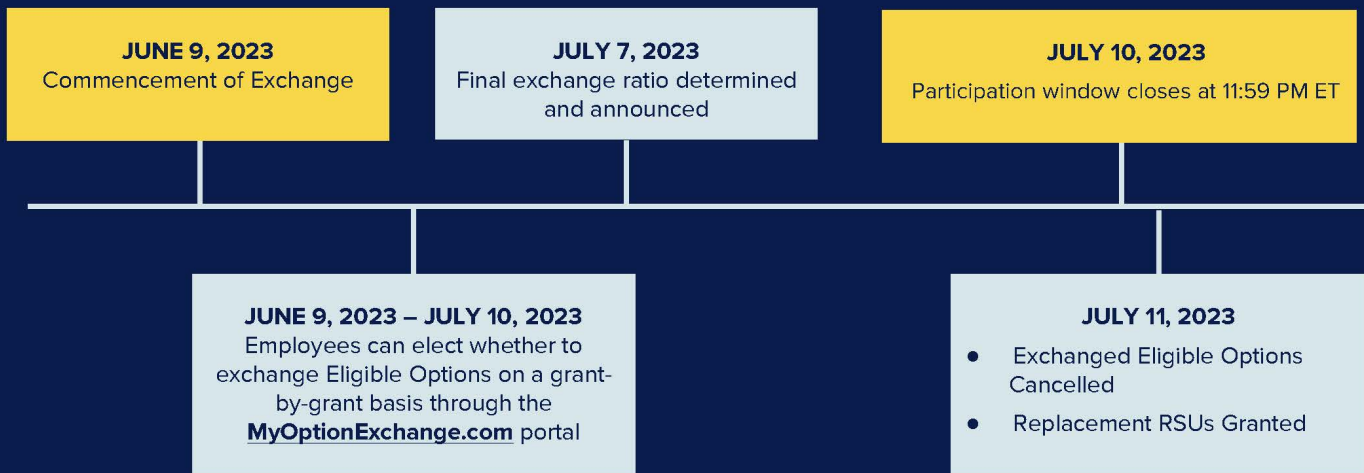 JUNE 9, 2023
Commencement of Exchange
JULY 7, 2023
Final exchange ratio determined
and announced
JULY 10, 2023
Participation window closes at 11:59 PM ET
JUNE 9, 2023 – JULY 10, 2023
Employees can elect whether to
exchange Eligible Options on a grant-
by-grant basis through the
MyOptionExchange.com portal
JULY 11, 2023
● Exchanged Eligible Options
Cancelled
● Replacement RSUs Granted